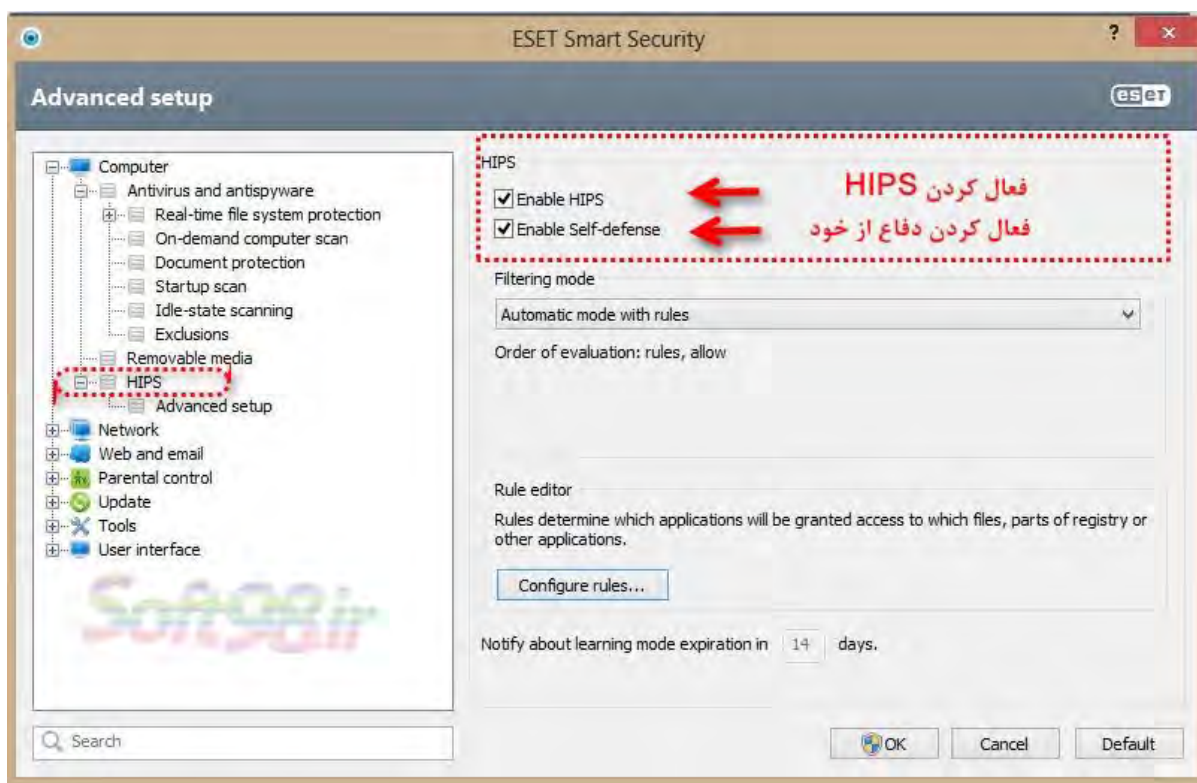 ESET Smart Security
?
Advanced setup
eset
Computer
Antivirus and antispyware
Real-time file system protection
On-demand computer scan
Document protection
Startup scan
Idle-state scanning
Exclusions
Removable media
HIPS
Advanced setup
Network
Web and email
Parental control
Update
Tools
User interface
Soft98.ir
Search
HIPS
Enable HIPS
فعال کردن HIPS
Enable Self-defense
فعال کردن دفاع از خود
Filtering mode
Automatic mode with rules
Order of evaluation: rules, allow
Rule editor
Rules determine which applications will be granted access to which files, parts of registry or
other applications.
Configure rules...
Notify about learning mode expiration in 14 days.
OK
Cancel
Default